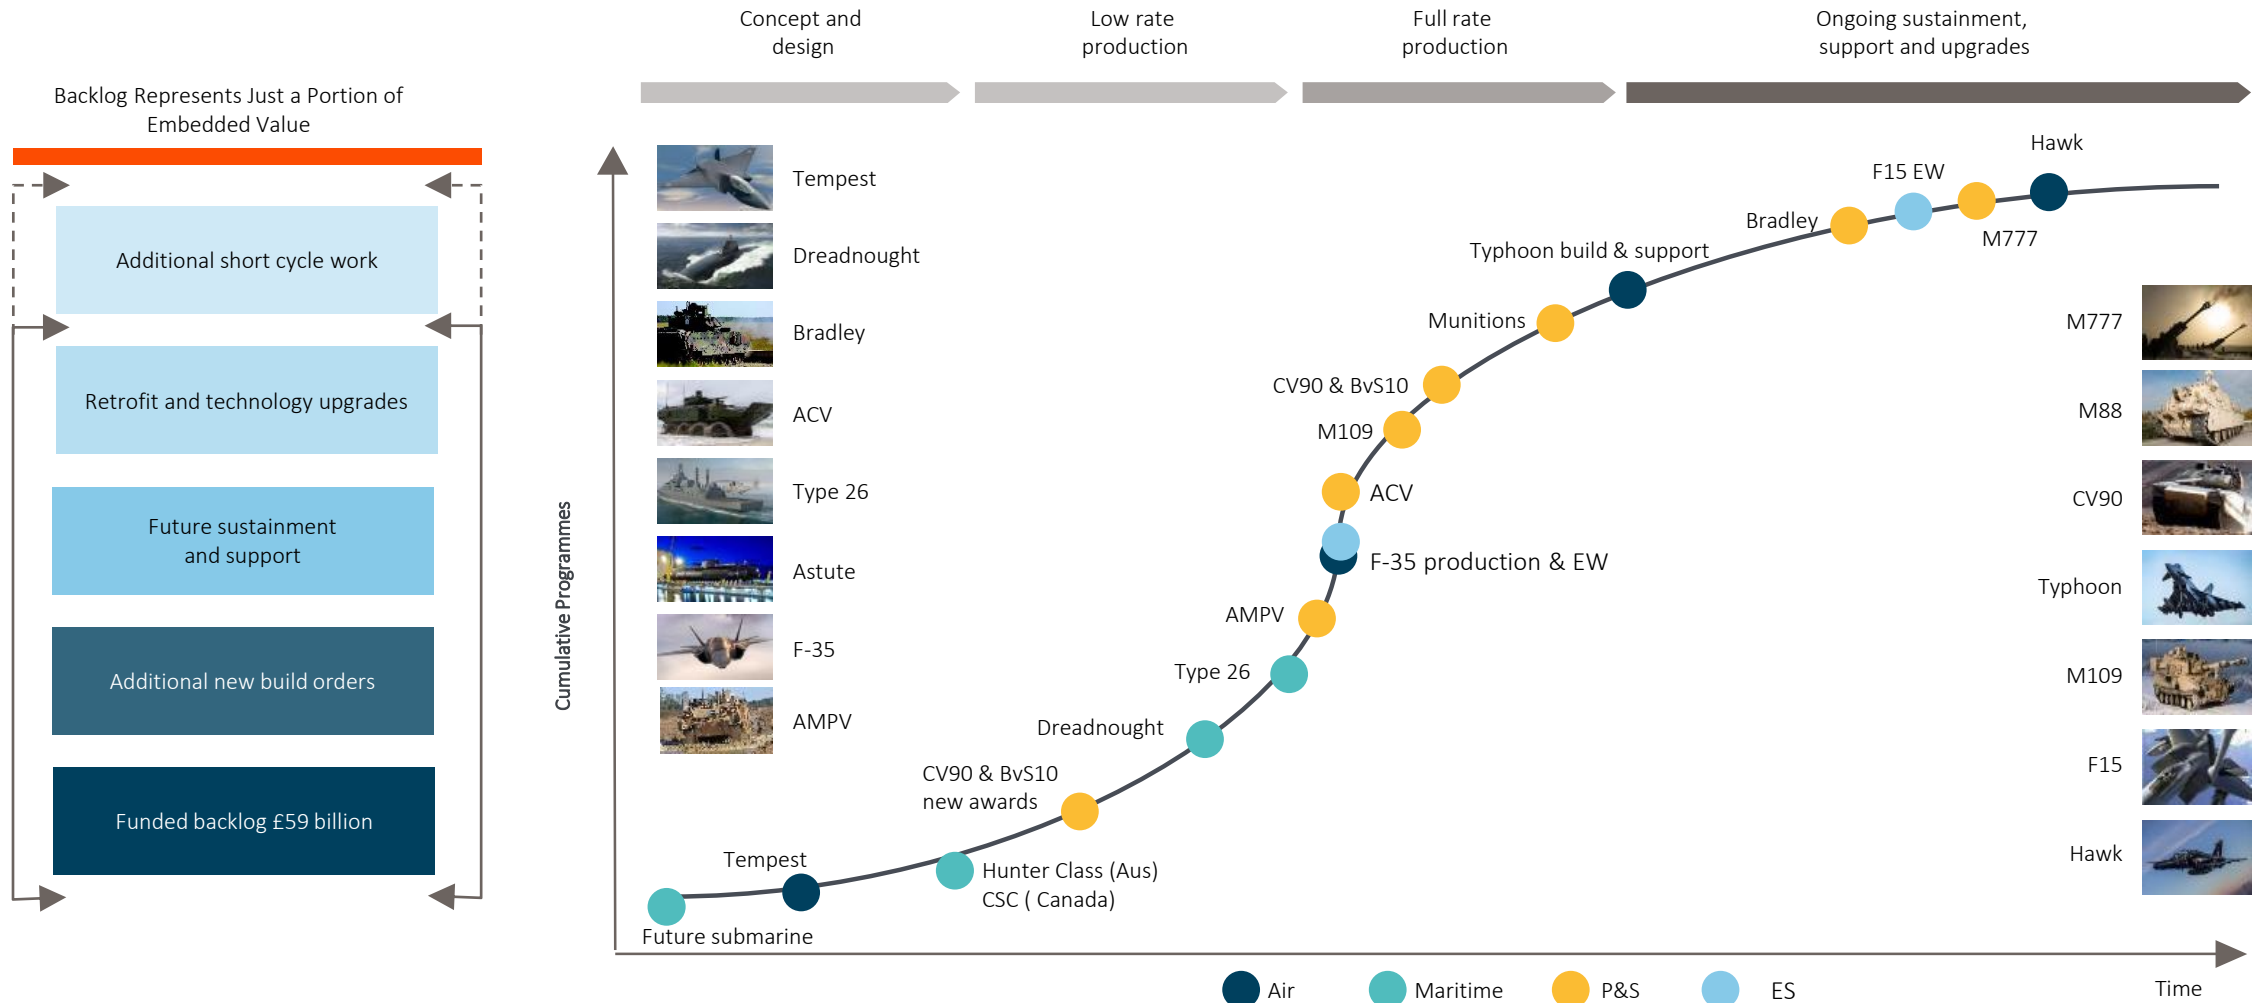 Backlog Represents Just a Portion of
Embedded Value
Additional short cycle work
Retrofit and technology upgrades
Future sustainment
and support
Additional new build orders
Funded backlog £59 billion
Concept and
design
Low rate
production
Full rate
production
Ongoing sustainment,
support and upgrades
Cumulative Programmes
Tempest
Dreadnought
Bradley
ACV
Type 26
Astute
F-35
AMPV
Future submarine
Tempest
Hunter Class (Aus)
CSC ( Canada)
CV90 & BvS10
new awards
Dreadnought
Type 26
AMPV
F-35 production & EW
ACV
M109
CV90 & BvS10
Munitions
Typhoon build & support
Bradley
F15 EW
M777
Hawk
M777
M88
CV90
Typhoon
M109
F15
Hawk
Air
Maritime
P&S
ES
Time